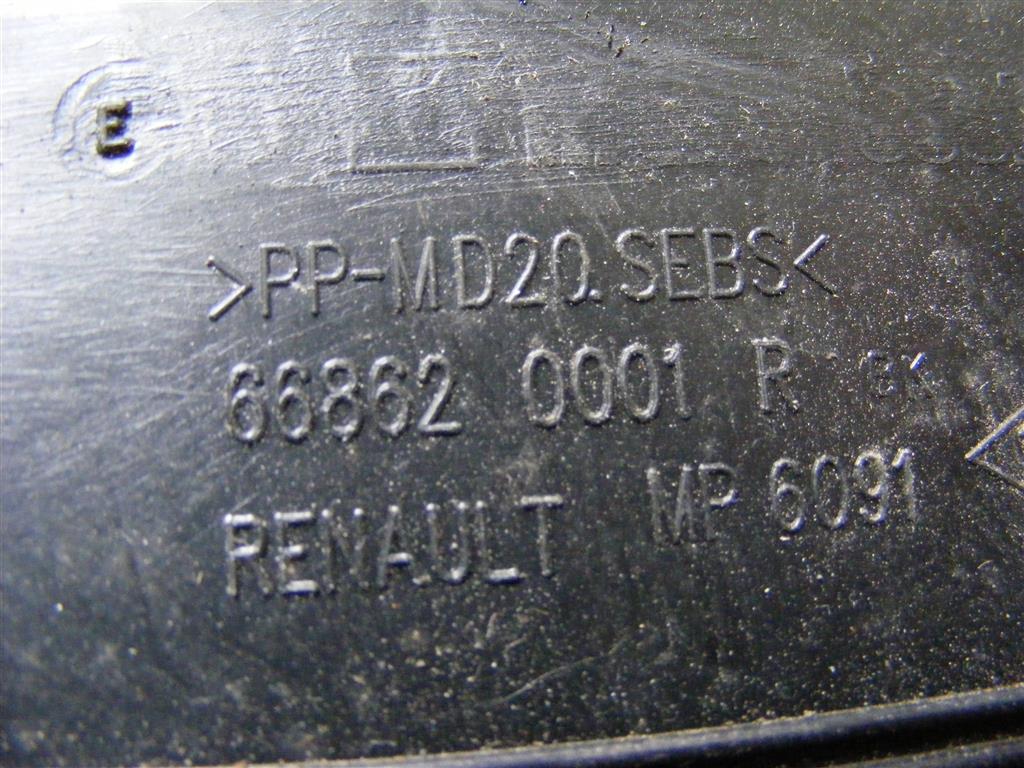 E
>PP-MD20.SEBS<
66862 0001 R
RENAULT MP 6091